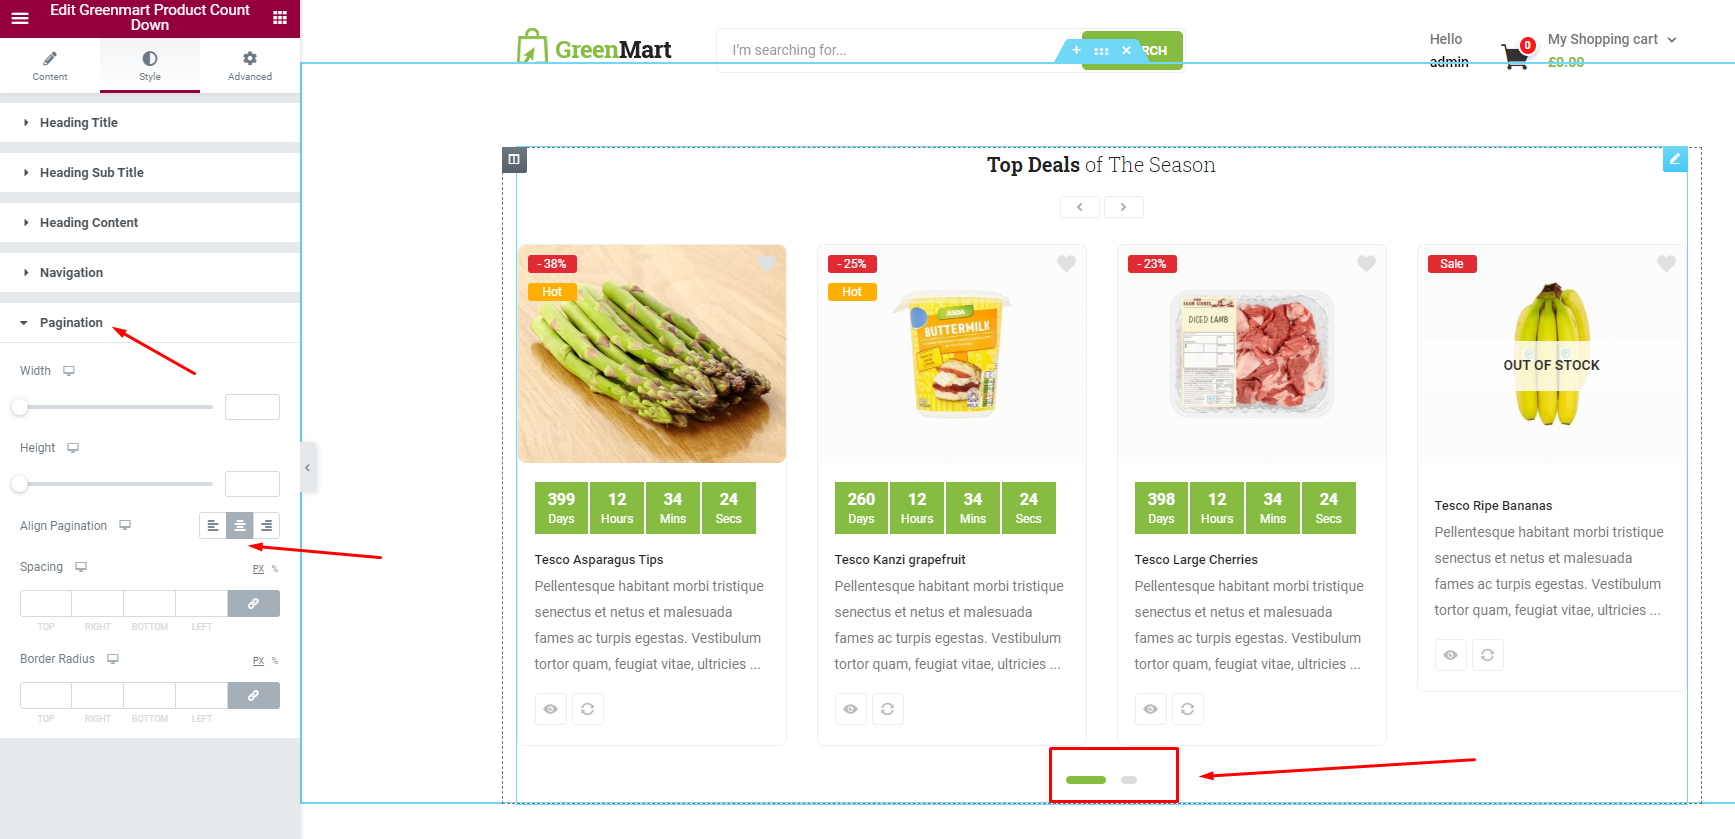 Edit Greenmart Product Count
Down
Content
Style
Advanced
Heading Title
Heading Sub Title
Heading Content
Navigation
Pagination
Width
Height
Align Pagination
Spacing
PX %
TOP RIGHT BOTTOM LEFT
Border Radius
PX %
TOP RIGHT BOTTOM LEFT
GreenMart
I'm searching for...
RCH
Hello
admin
0
My Shopping cart
£0.00
Top Deals of The Season
- 38%
Hot
399 12 34 24
Days Hours Mins Secs
Tesco Asparagus Tips
Pellentesque habitant morbi tristique
senectus et netus et malesuada
fames ac turpis egestas. Vestibulum
tortor quam, feugiat vitae, ultricies ...
- 25%
Hot
ASDA
BUTTERMILK
260 12 34 24
Days Hours Mins Secs
Tesco Kanzi grapefruit
Pellentesque habitant morbi tristique
senectus et netus et malesuada
fames ac turpis egestas. Vestibulum
tortor quam, feugiat vitae, ultricies ...
- 23%
DICED LAMB
398 12 34 24
Days Hours Mins Secs
Tesco Large Cherries
Pellentesque habitant morbi tristique
senectus et netus et malesuada
fames ac turpis egestas. Vestibulum
tortor quam, feugiat vitae, ultricies ...
Sale
OUT OF STOCK
Tesco Ripe Bananas
Pellentesque habitant morbi tristique
senectus et netus et malesuada
fames ac turpis egestas. Vestibulum
tortor quam, feugiat vitae, ultricies ...